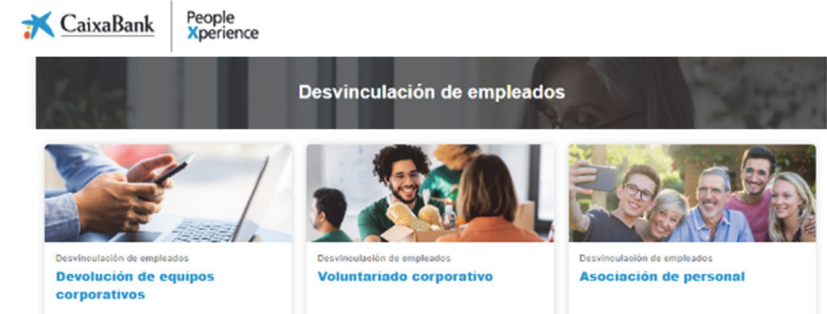 CaixaBank
People
Xperience
Desvinculación de empleados
Desvinculación de empleados
Devolución de equipos
corporativos
Desvinculación de empleados
Voluntariado corporativo
Desvinculación de empleados
Asociación de personal